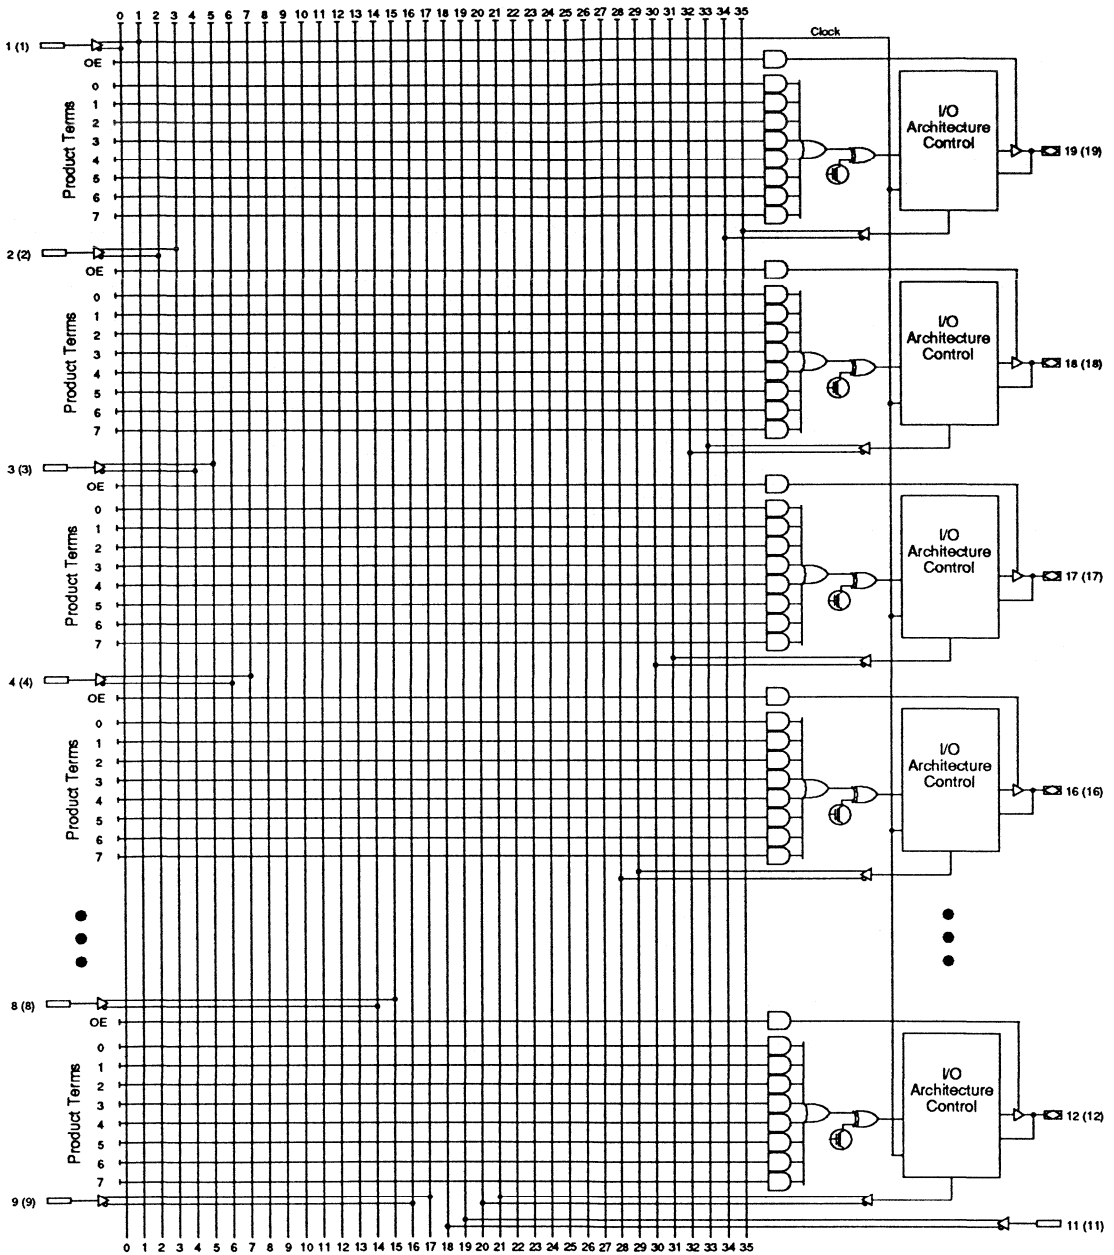 0 1 2 3 4 5 6 7 8 9 10 11 12 13 14 15 16 17 18 19 20 21 22 23 24 25 26 27 28 29 30 31 32 33 34 35
1 (1)
Clock
OE
Product Terms
0
1
2
3
4
5
6
7
I/O
Architecture
Control
19 (19)
2 (2)
OE
Product Terms
0
1
2
3
4
5
6
7
I/O
Architecture
Control
18 (18)
3 (3)
OE
Product Terms
0
1
2
3
4
5
6
7
I/O
Architecture
Control
17 (17)
4 (4)
OE
Product Terms
0
1
2
3
4
5
6
7
I/O
Architecture
Control
16 (16)
8 (8)
OE
Product Terms
0
1
2
3
4
5
6
7
I/O
Architecture
Control
12 (12)
9 (9)
11 (11)
0 1 2 3 4 5 6 7 8 9 10 11 12 13 14 15 16 17 18 19 20 21 22 23 24 25 26 27 28 29 30 31 32 33 34 35